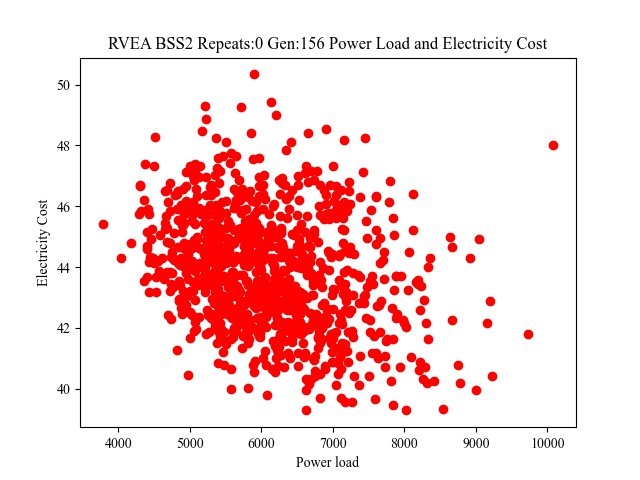 RVEA BSS2 Repeats:0 Gen:156 Power Load and Electricity Cost
50
48
46
44
42
40
Electricity Cost
4000 5000 6000 7000 8000 9000 10000
Power load